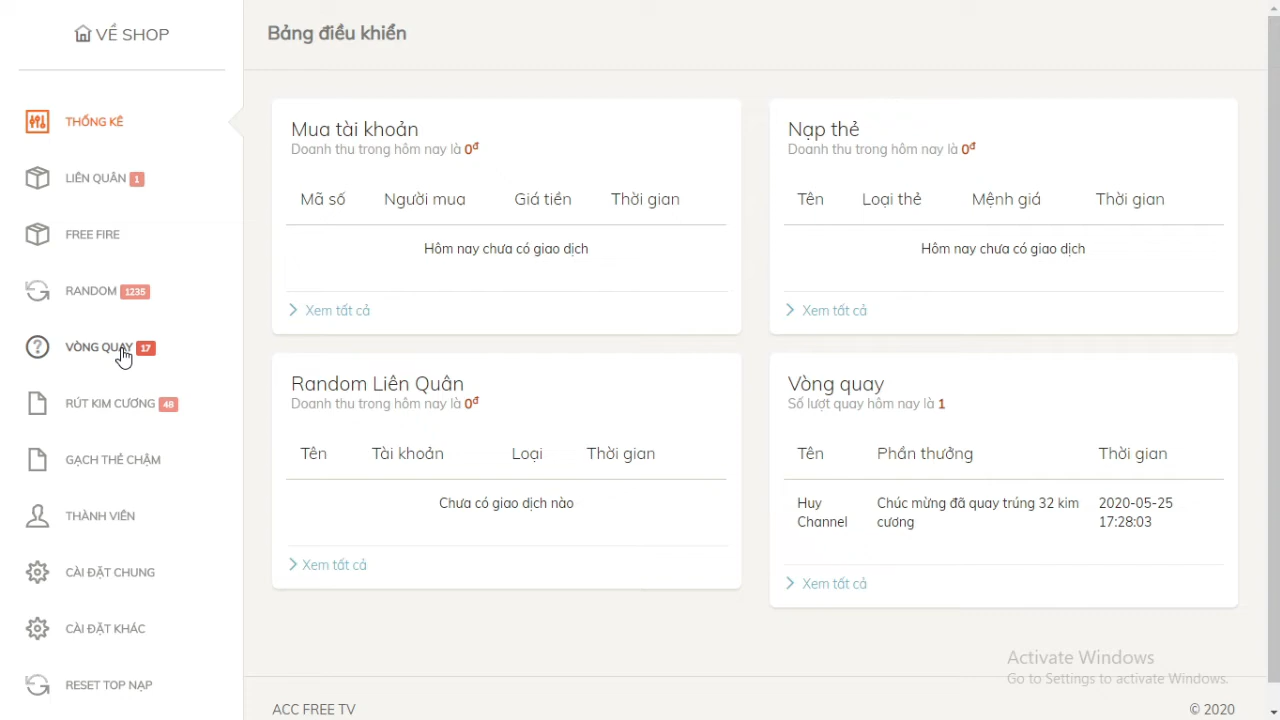 VỀ SHOP
THỐNG KÊ
LIÊN QUÂN 1
FREE FIRE
RANDOM 1235
VÒNG QUAY 17
RÚT KIM CƯƠNG 48
GẠCH THẺ CHẬM
THÀNH VIÊN
CÀI ĐẶT CHUNG
CÀI ĐẶT KHÁC
RESET TOP NẠP
Bảng điều khiển
Mua tài khoản
Doanh thu trong hôm nay là 0đ
Mã số Người mua Giá tiền Thời gian
Hôm nay chưa có giao dịch
Xem tất cả
Nạp thẻ
Doanh thu trong hôm nay là 0đ
Tên Loại thẻ Mệnh giá Thời gian
Hôm nay chưa có giao dịch
Xem tất cả
Random Liên Quân
Doanh thu trong hôm nay là 0đ
Tên Tài khoản Loại Thời gian
Chưa có giao dịch nào
Xem tất cả
Vòng quay
Số lượt quay hôm nay là 1
Tên Phần thưởng Thời gian
Huy Chúc mừng đã quay trúng 32 kim 2020-05-25
Channel cương 17:28:03
Xem tất cả
Activate Windows
Go to Settings to activate Windows.
ACC FREE TV
© 2020